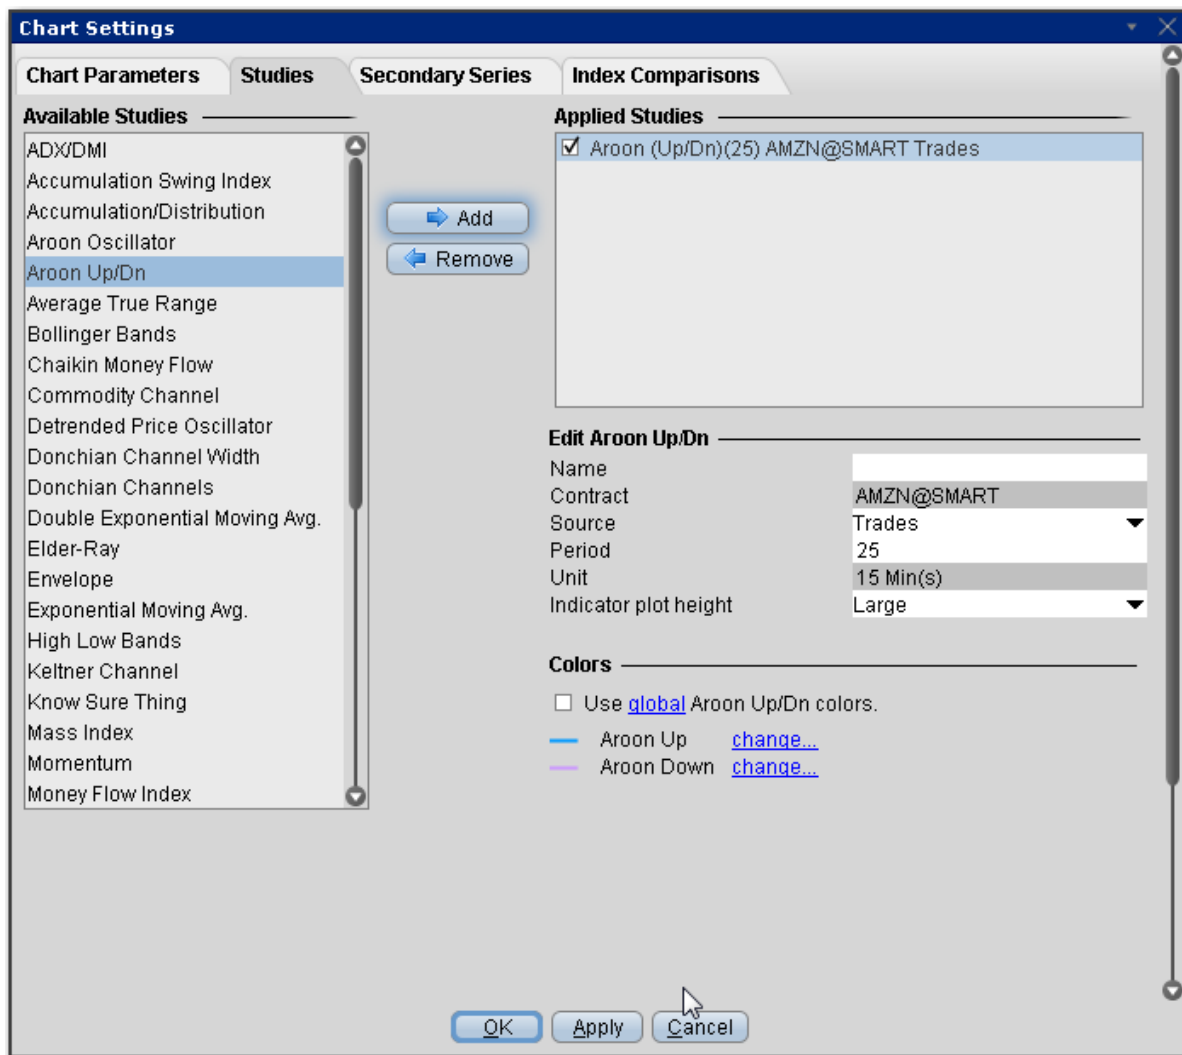 Chart Settings
Chart Parameters
Studies
Secondary Series
Index Comparisons
Available Studies
ADX/DMI
Accumulation Swing Index
Accumulation/Distribution
Aroon Oscillator
Aroon Up/Dn
Average True Range
Bollinger Bands
Chaikin Money Flow
Commodity Channel
Detrended Price Oscillator
Donchian Channel Width
Donchian Channels
Double Exponential Moving Avg.
Elder-Ray
Envelope
Exponential Moving Avg.
High Low Bands
Keltner Channel
Know Sure Thing
Mass Index
Momentum
Money Flow Index
Add
Remove
Applied Studies
Aroon (Up/Dn)(25) AMZN@SMART Trades
Edit Aroon Up/Dn
Name
Contract AMZN@SMART
Source Trades
Period 25
Unit 15 Min(s)
Indicator plot height Large
Colors
Use global Aroon Up/Dn colors.
Aroon Up change...
Aroon Down change...
OK
Apply
Cancel